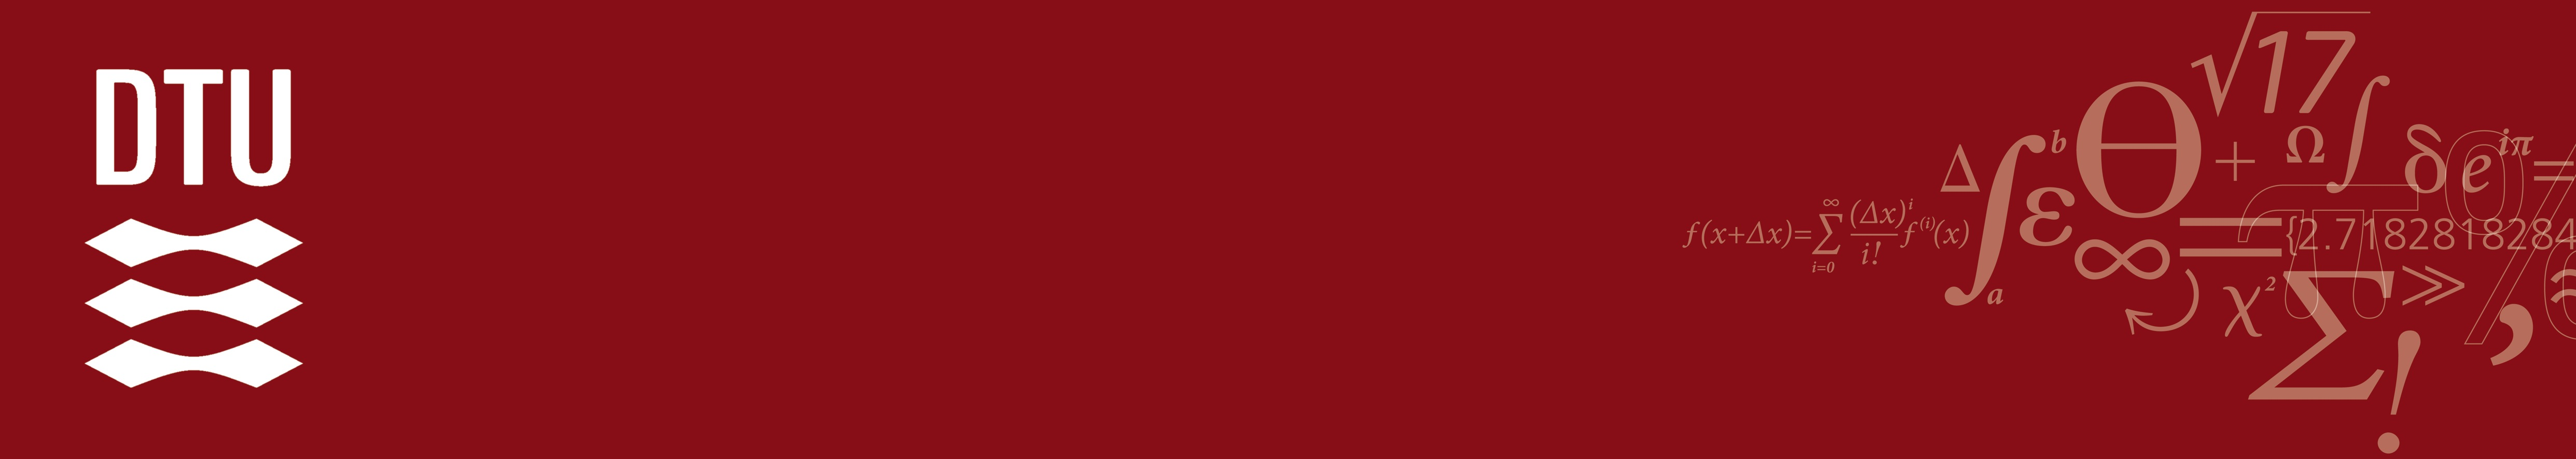 DTU
√17
f(x+Δx)=∑ i=0 ∞ (Δx)^i / i! f^(i)(x)
Δ ∫ a b ε Θ + Ω ∫ δ e^iπ =
∞ = {2.7182818284
χ² Σ ! ≫ ,
π %